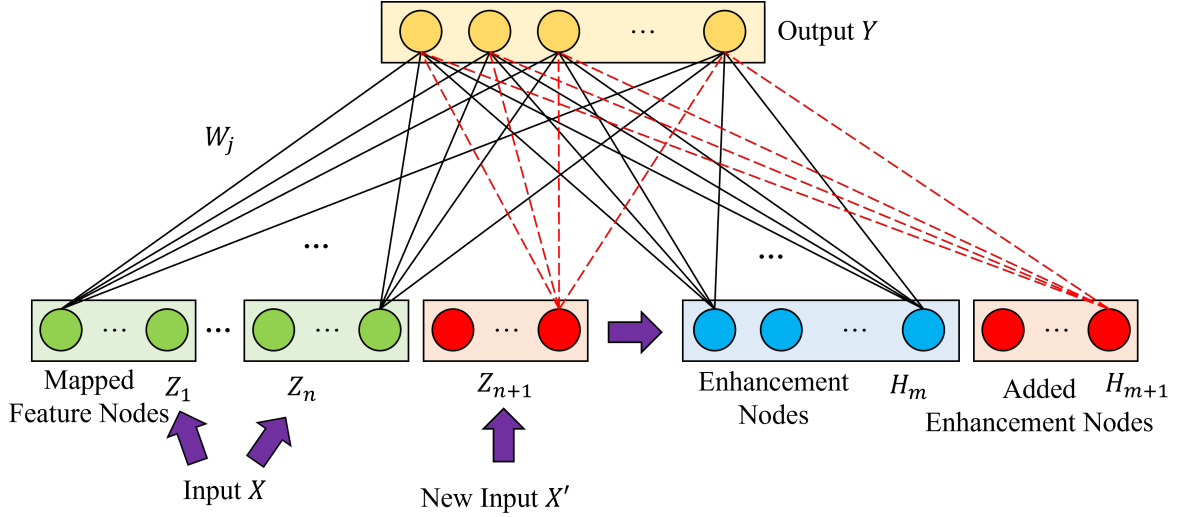 Output Y
...
W_j
...
...
... ... ... ... ... ...
Mapped
Feature Nodes
Z_1
Z_n
Z_{n+1}
Enhancement
Nodes
H_m
Added
Enhancement Nodes
H_{m+1}
Input X
New Input X′